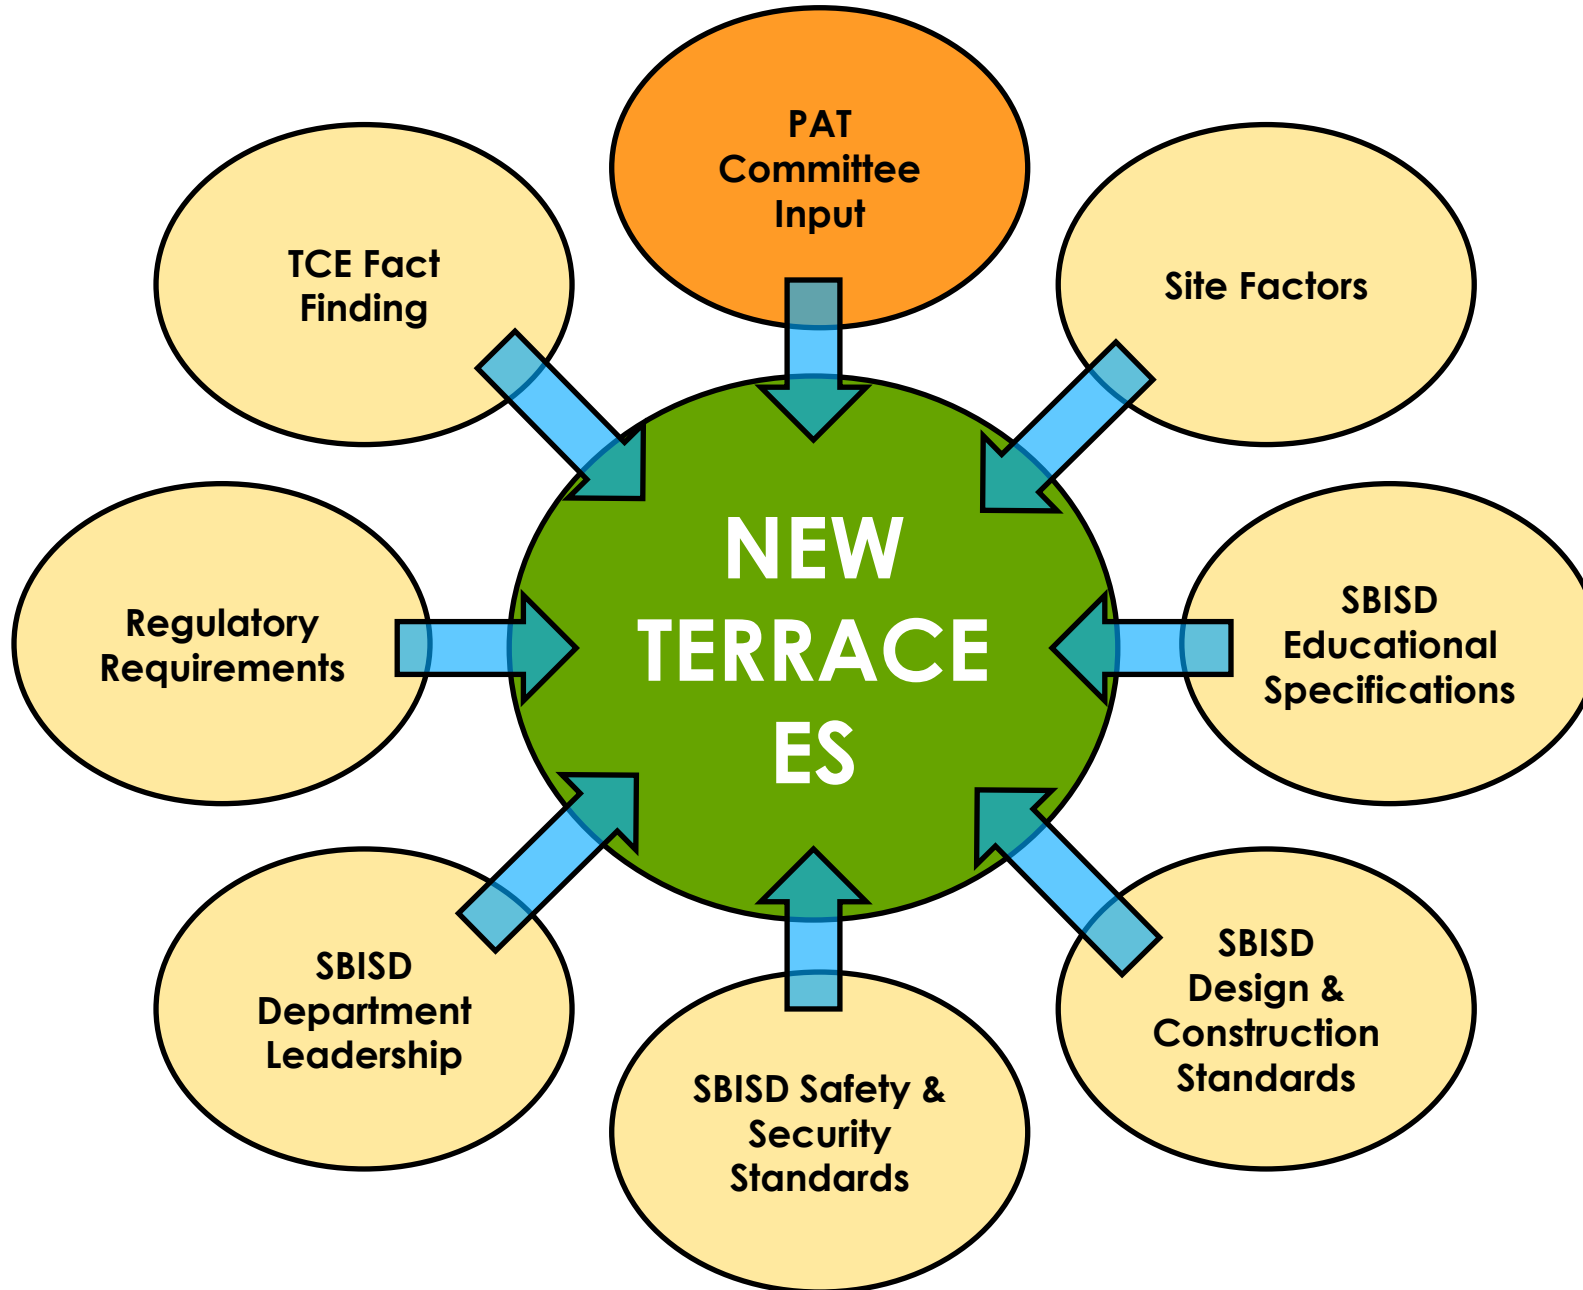 PAT
Committee
Input
TCE Fact
Finding
Site Factors
NEW
TERRACE
ES
Regulatory
Requirements
SBISD
Educational
Specifications
SBISD
Department
Leadership
SBISD Safety &
Security
Standards
SBISD
Design &
Construction
Standards